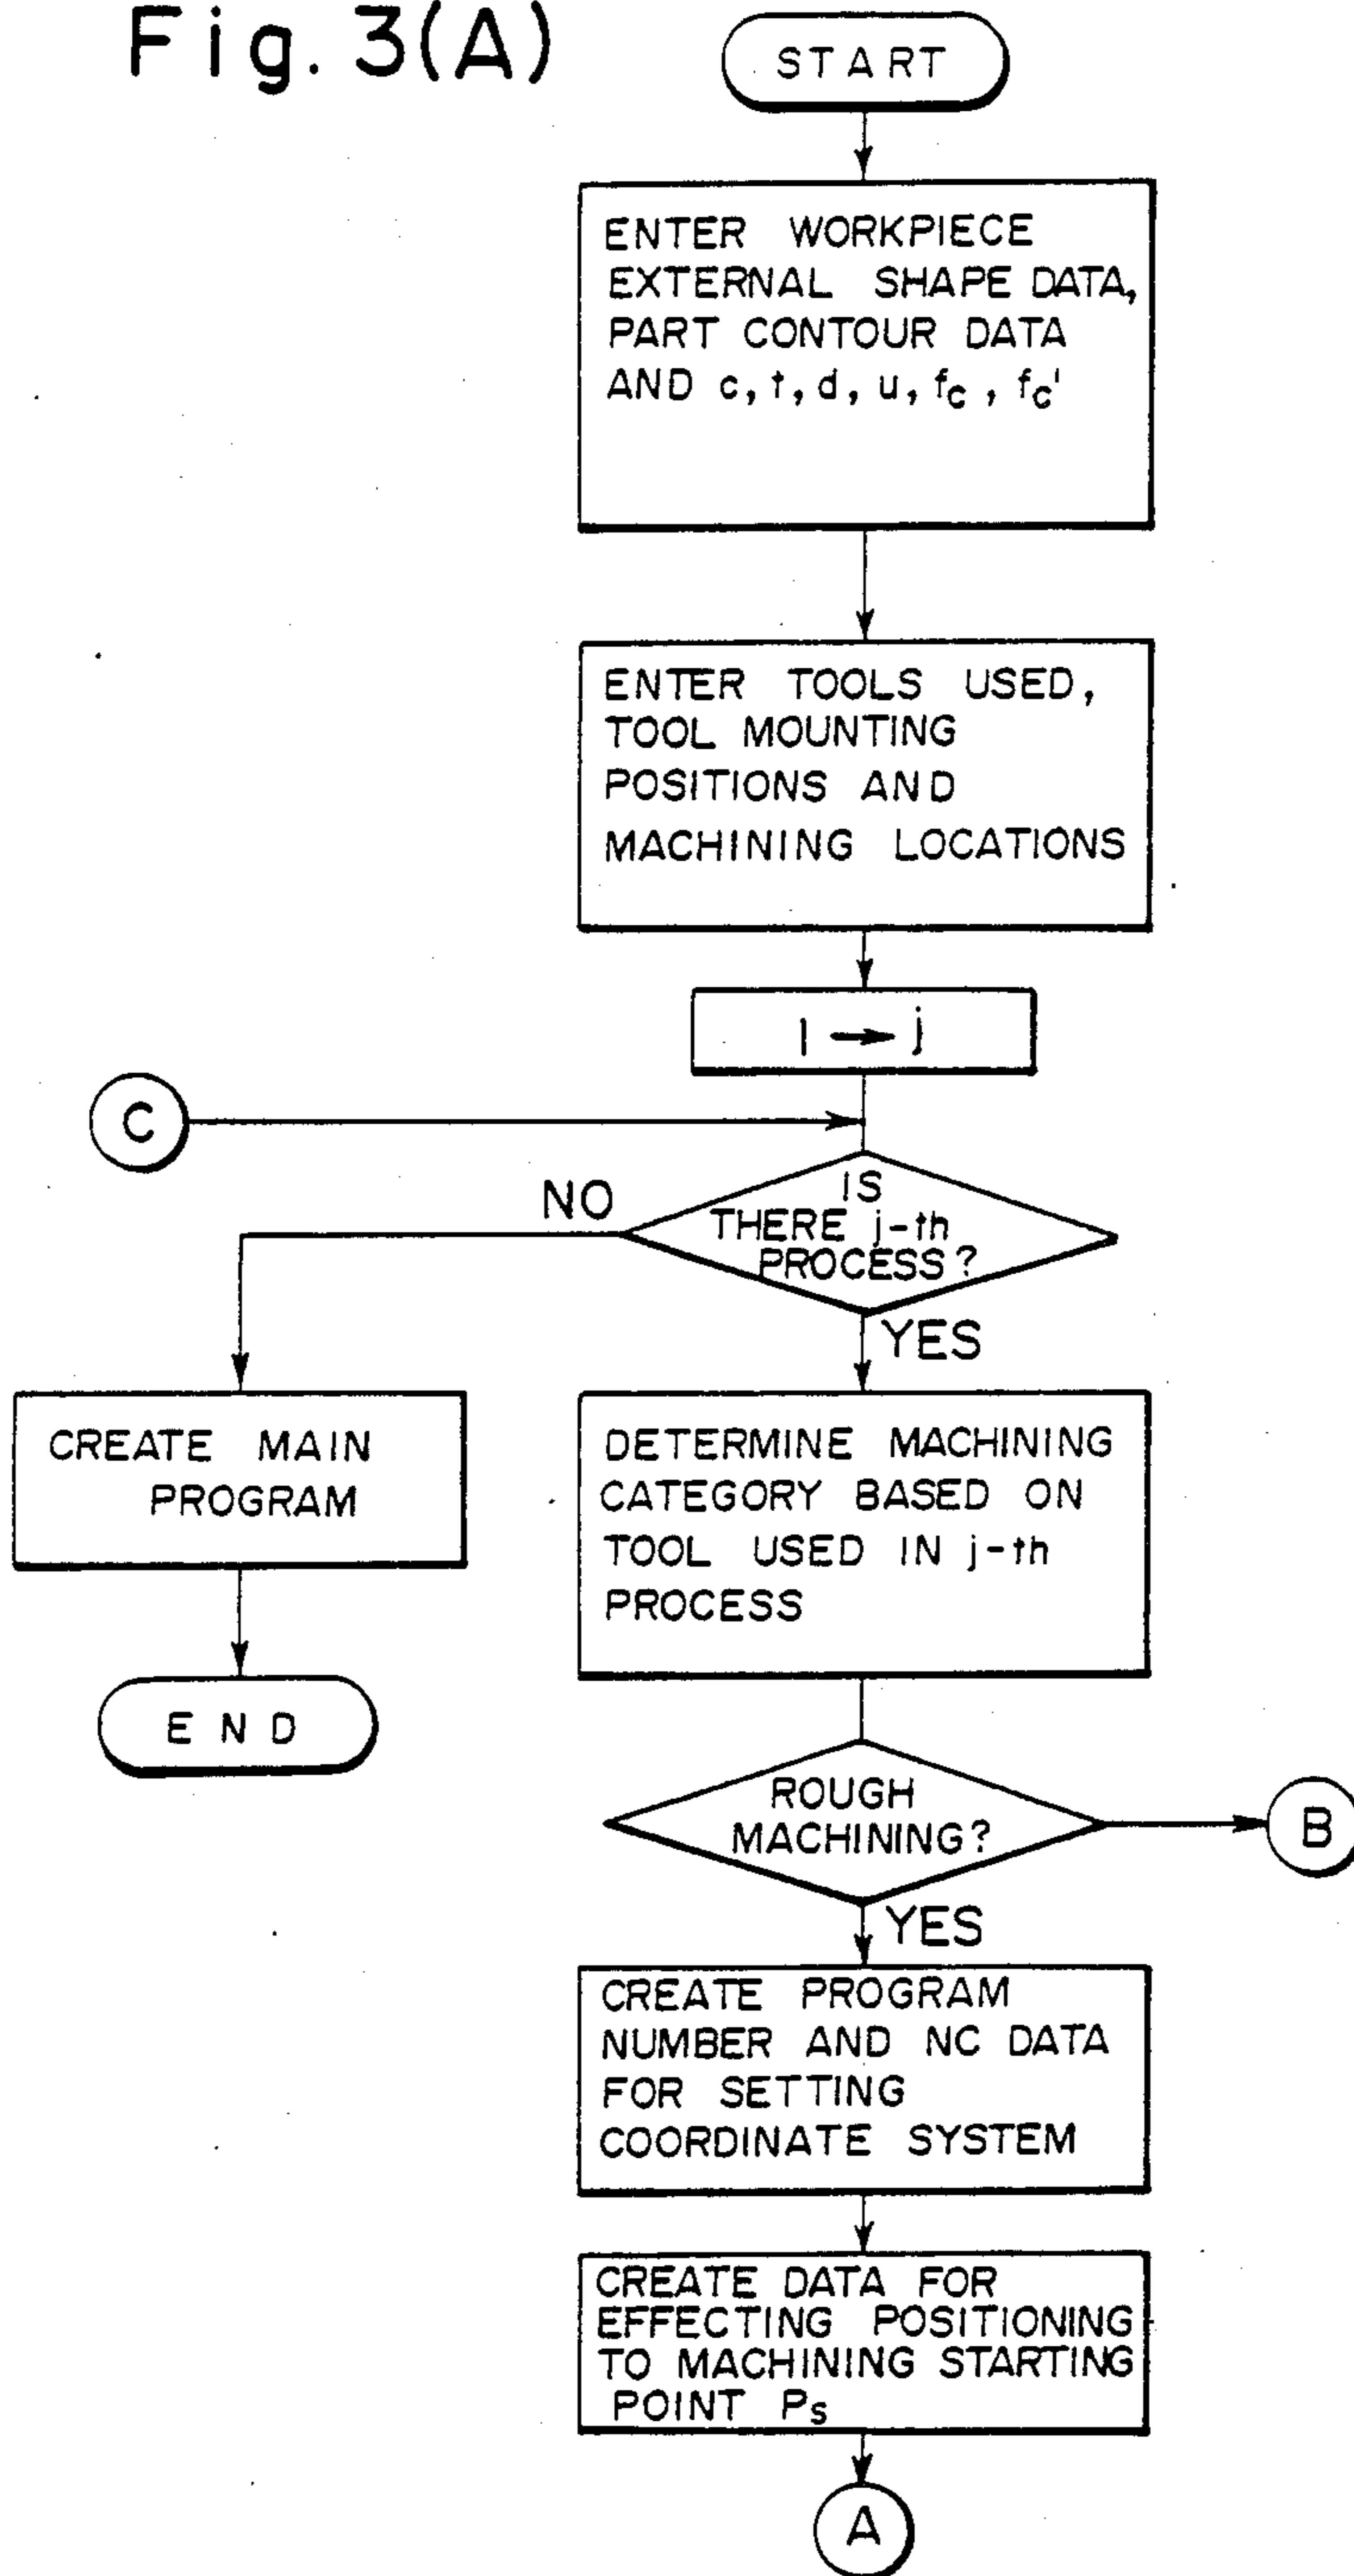 Fig. 3(A)
START
ENTER WORKPIECE
EXTERNAL SHAPE DATA,
PART CONTOUR DATA
AND c, t, d, u, fc, fc'
ENTER TOOLS USED,
TOOL MOUNTING
POSITIONS AND
MACHINING LOCATIONS
1 → j
C
IS
THERE j-th
PROCESS?
NO
YES
CREATE MAIN
PROGRAM
END
DETERMINE MACHINING
CATEGORY BASED ON
TOOL USED IN j-th
PROCESS
ROUGH
MACHINING?
B
YES
CREATE PROGRAM
NUMBER AND NC DATA
FOR SETTING
COORDINATE SYSTEM
CREATE DATA FOR
EFFECTING POSITIONING
TO MACHINING STARTING
POINT Ps
A